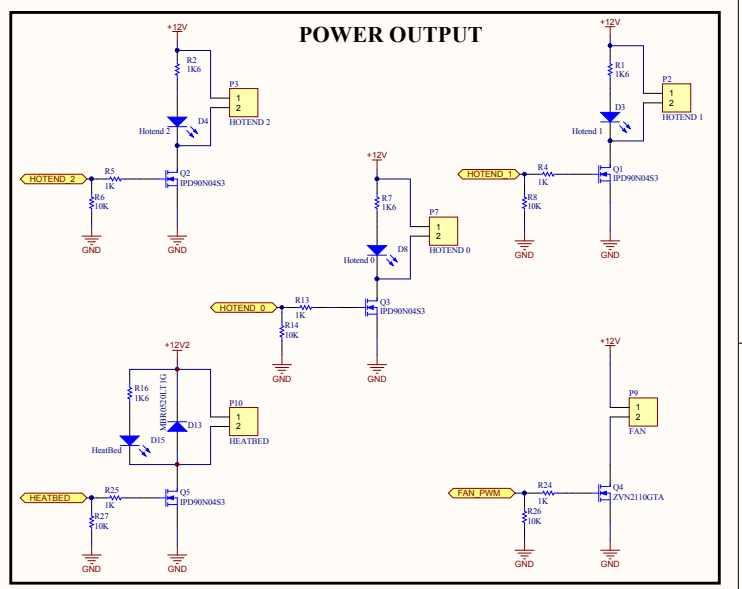 POWER OUTPUT
+12V
R2
1K6
P3
1
2
HOTEND 2
D4
Hotend 2
HOTEND_2
R5
1K
R6
10K
Q2
IPD90N04S3
GND
GND
+12V
R1
1K6
P2
1
2
HOTEND 1
D3
Hotend 1
HOTEND_1
R4
1K
R8
10K
Q1
IPD90N04S3
GND
GND
+12V
R7
1K6
P7
1
2
HOTEND 0
D8
Hotend 0
HOTEND_0
R13
1K
R14
10K
Q3
IPD90N04S3
GND
GND
+12V2
R16
1K6
MBR0520LT1G
D13
P10
1
2
HEATBED
D15
HeatBed
HEATBED
R25
1K
R27
10K
Q5
IPD90N04S3
GND
GND
+12V
P9
1
2
FAN
FAN_PWM
R24
1K
R26
10K
Q4
ZVN2110GTA
GND
GND